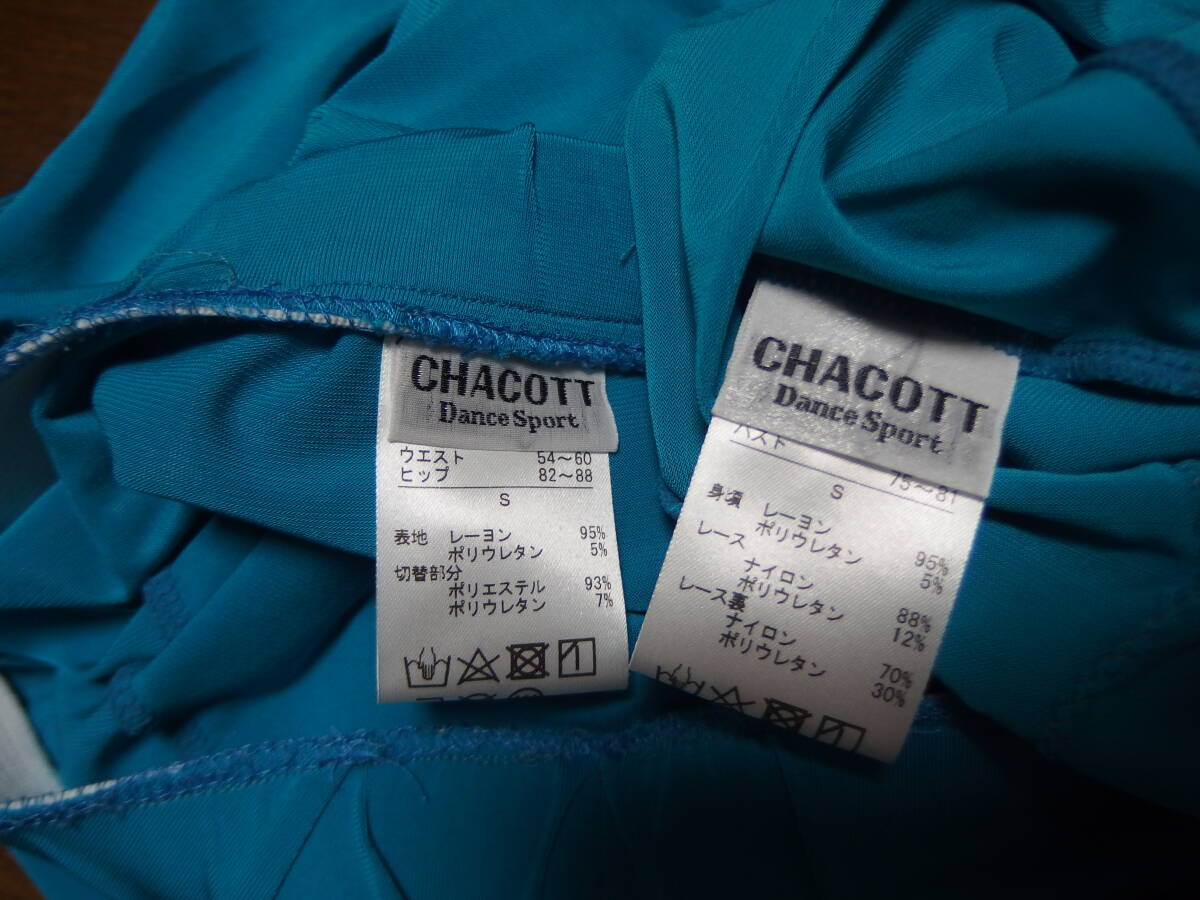 CHACOTT
Dance Sport
ウエスト 54～60
ヒップ 82～88
S
表地 レーヨン 95%
ポリウレタン 5%
切替部分
ポリエステル 93%
ポリウレタン 7%
CHACOTT
Dance Sport
バスト 75～81
S
身頃 レーヨン 95%
ポリウレタン 5%
レース
ナイロン 88%
ポリウレタン 12%
レース裏
ナイロン 70%
ポリウレタン 30%